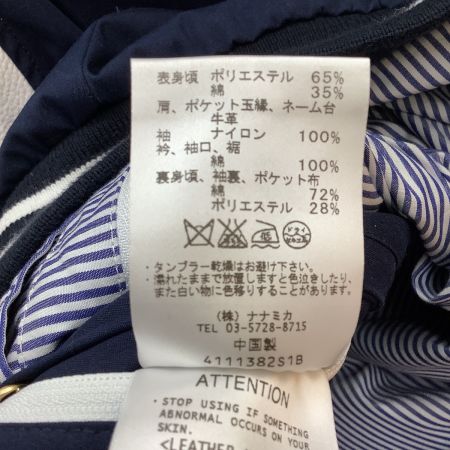 表身頃 ポリエステル 65%
綿 35%
肩、ポケット玉縁、ネーム台
牛革
袖 ナイロン 100%
衿、袖口、裾
綿 100%
裏身頃、袖裏、ポケット布
綿 72%
ポリエステル 28%
ドライ
・タンブラー乾燥はお避け下さい。
・濡れたままで放置しますと色泣きしたり、
また白い物に色移りする事があります。
(株) ナナミカ
TEL 03-5728-8715
中国製
4111382S1B
ATTENTION
・STOP USING IF SOMETHING
ABNORMAL OCCURS ON YOUR
SKIN.
<LEATHER